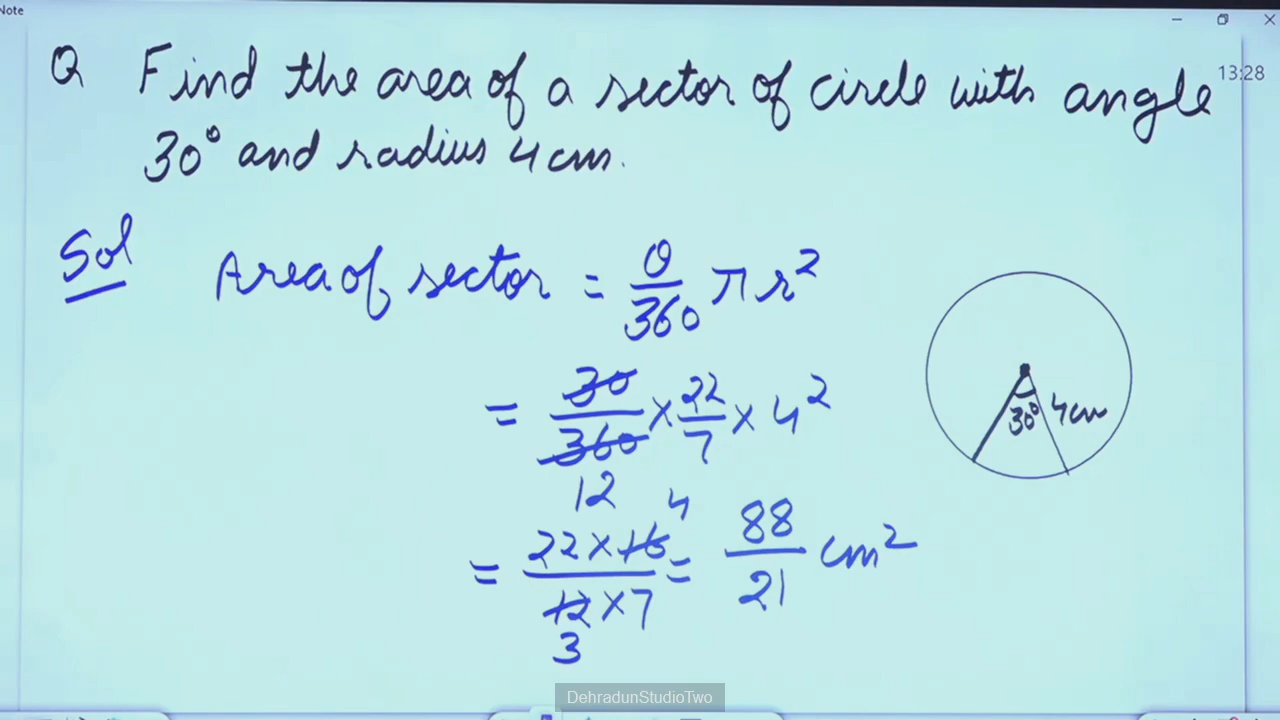 Note
13:28
Q Find the area of a sector of circle with angle
30° and radius 4 cm.
Sol
Area of sector = θ/360 π r²
= 30/360 × 22/7 × 4²
12
4
= 22 × 16 / 12 × 7 = 88/21 cm²
3
30° 4cm
DehradunStudioTwo